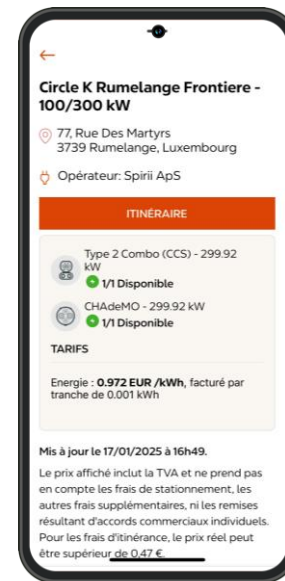 Circle K Rumelange Frontiere -
100/300 kW
77, Rue Des Martyrs
3739 Rumelange, Luxembourg
Opérateur: Spirii ApS
ITINÉRAIRE
Type 2 Combo (CCS) - 299.92
kW
1/1 Disponible
CHAdeMO - 299.92 kW
1/1 Disponible
TARIFS
Energie : 0.972 EUR /kWh, facturé par
tranche de 0.001 kWh
Mis à jour le 17/01/2025 à 16h49.
Le prix affiché inclut la TVA et ne prend pas
en compte les frais de stationnement, les
autres frais supplémentaires, ni les remises
résultant d'accords commerciaux individuels.
Pour les frais d'itinérance, le prix réel peut
être supérieur de 0,47 €.